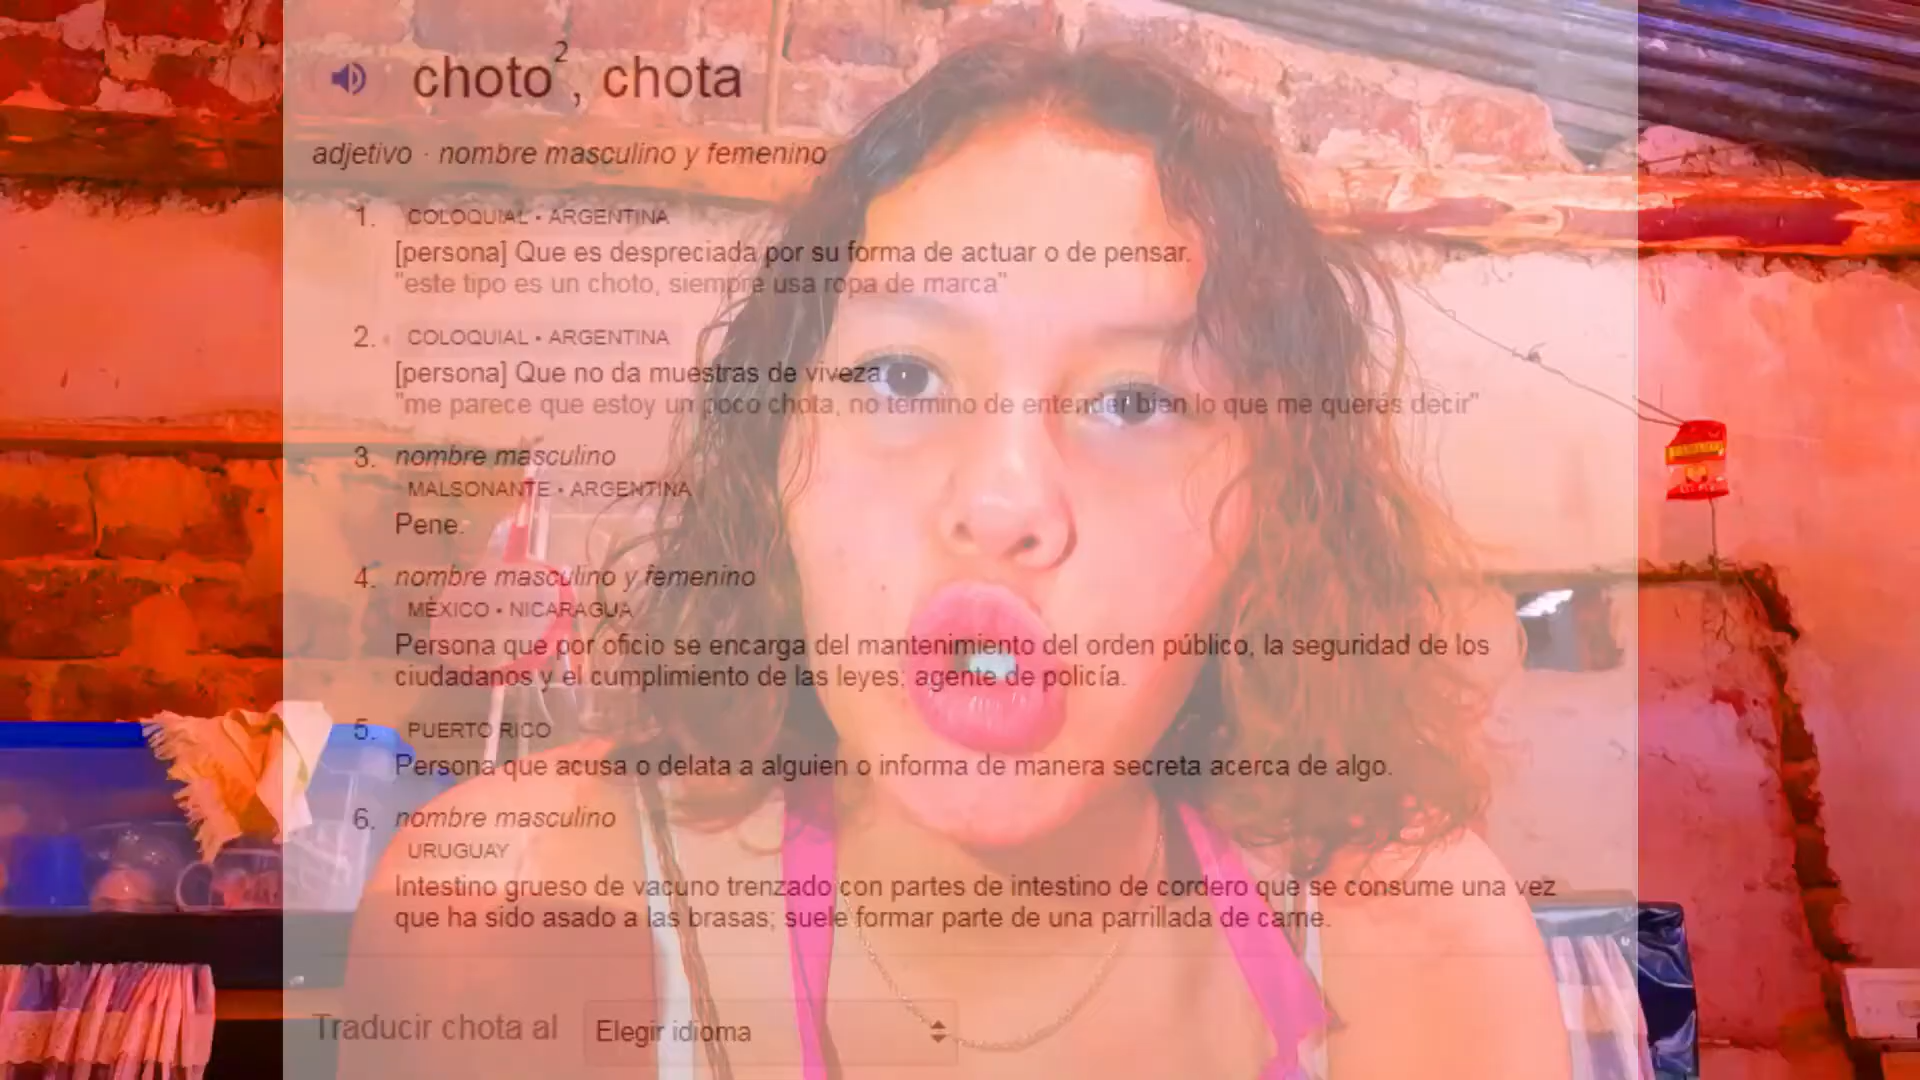 choto², chota
adjetivo · nombre masculino y femenino
1. COLOQUIAL • ARGENTINA
[persona] Que es despreciada por su forma de actuar o de pensar.
"este tipo es un choto, siempre usa ropa de marca"
2. COLOQUIAL • ARGENTINA
[persona] Que no da muestras de viveza.
"me parece que estoy un poco chota, no termino de entender bien lo que me querés decir"
3. nombre masculino
MALSONANTE • ARGENTINA
Pene.
4. nombre masculino y femenino
MÉXICO • NICARAGUA
Persona que por oficio se encarga del mantenimiento del orden público, la seguridad de los
ciudadanos y el cumplimiento de las leyes; agente de policía.
5. PUERTO RICO
Persona que acusa o delata a alguien o informa de manera secreta acerca de algo.
6. nombre masculino
URUGUAY
Intestino grueso de vacuno trenzado con partes de intestino de cordero que se consume una vez
que ha sido asado a las brasas; suele formar parte de una parrillada de carne.
Traducir chota al Elegir idioma